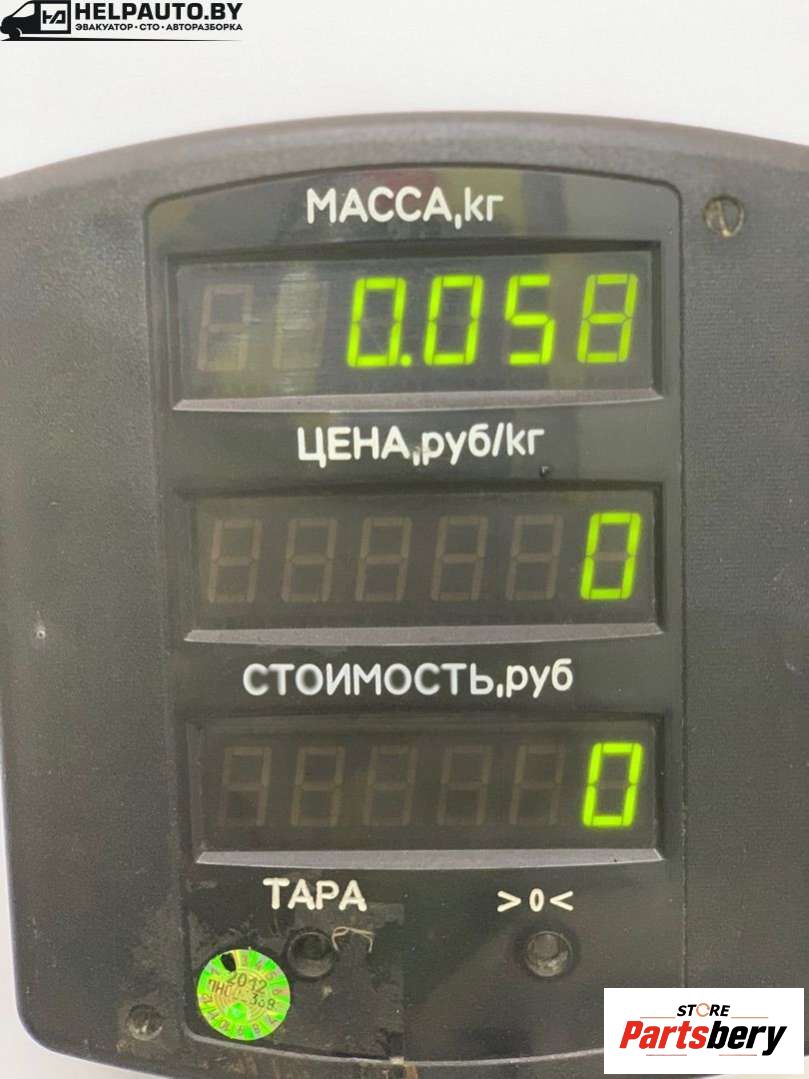 HELPAUTO.BY
ЭВАКУАТОР·СТО·АВТОРАЗБОРКА
МАССА,кг
0.058
ЦЕНА,руб/кг
0
СТОИМОСТЬ,руб
0
ТАРА >0<
2012
STORE
Partsbery